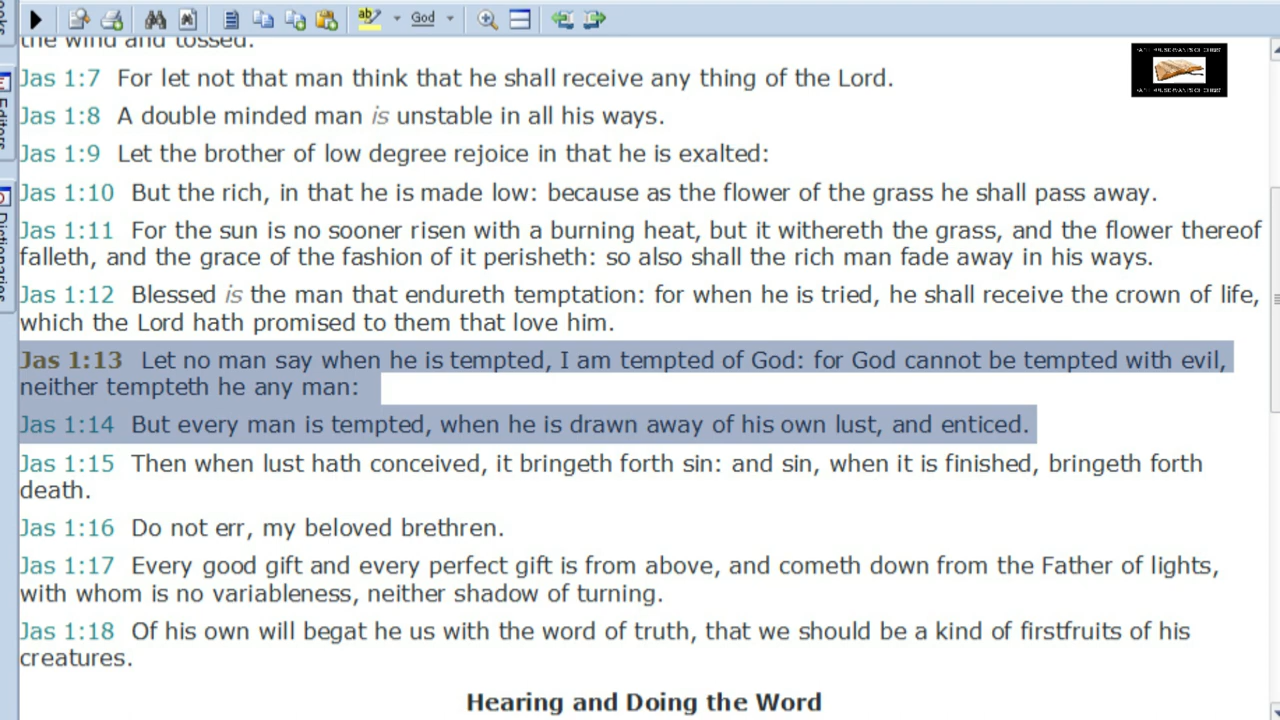 God
the wind and tossed.
Jas 1:7 For let not that man think that he shall receive any thing of the Lord.
Jas 1:8 A double minded man is unstable in all his ways.
Jas 1:9 Let the brother of low degree rejoice in that he is exalted:
Jas 1:10 But the rich, in that he is made low: because as the flower of the grass he shall pass away.
Jas 1:11 For the sun is no sooner risen with a burning heat, but it withereth the grass, and the flower thereof
falleth, and the grace of the fashion of it perisheth: so also shall the rich man fade away in his ways.
Jas 1:12 Blessed is the man that endureth temptation: for when he is tried, he shall receive the crown of life,
which the Lord hath promised to them that love him.
Jas 1:13 Let no man say when he is tempted, I am tempted of God: for God cannot be tempted with evil,
neither tempteth he any man:
Jas 1:14 But every man is tempted, when he is drawn away of his own lust, and enticed.
Jas 1:15 Then when lust hath conceived, it bringeth forth sin: and sin, when it is finished, bringeth forth
death.
Jas 1:16 Do not err, my beloved brethren.
Jas 1:17 Every good gift and every perfect gift is from above, and cometh down from the Father of lights,
with whom is no variableness, neither shadow of turning.
Jas 1:18 Of his own will begat he us with the word of truth, that we should be a kind of firstfruits of his
creatures.
Hearing and Doing the Word
Editors
Dictionaries